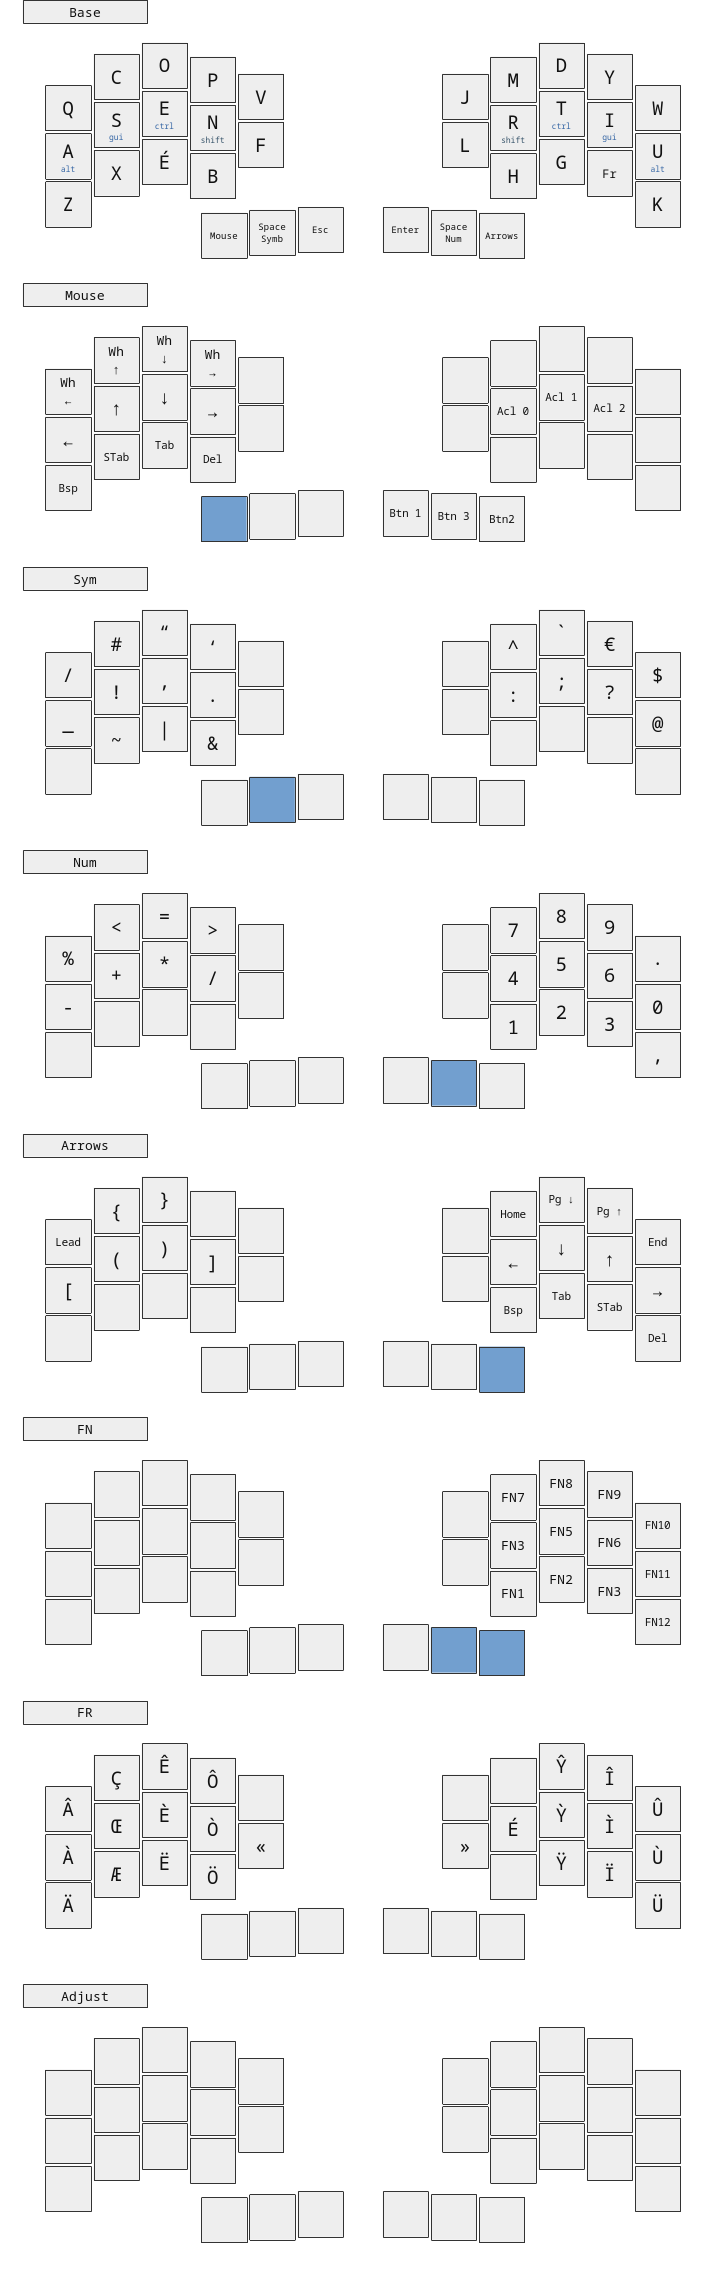 Base
Q C O P V J M D Y W
A alt S gui E ctrl N shift F L R shift T ctrl I gui U alt
Z X É B H G Fr K
Mouse Space Symb Esc Enter Space Num Arrows
Mouse
Wh ← Wh ↑ Wh ↓ Wh →
← ↑ ↓ → Acl 0 Acl 1 Acl 2
Bsp STab Tab Del
Btn 1 Btn 3 Btn2
Sym
/ # “ ‘ ^ ` € $
_ ! , . : ; ? @
~ | &
Num
% < = > 7 8 9 .
- + * / 4 5 6 0
1 2 3 ,
Arrows
Lead { } Home Pg ↓ Pg ↑ End
[ ( ) ] ← ↓ ↑ →
Bsp Tab STab Del
FN
FN7 FN8 FN9 FN10
FN3 FN5 FN6 FN11
FN1 FN2 FN3 FN12
FR
Â Ç Ê Ô Ŷ Î Û
À Œ È Ò « » É Ỳ Ì Ù
Ä Æ Ë Ö Ÿ Ï Ü
Adjust